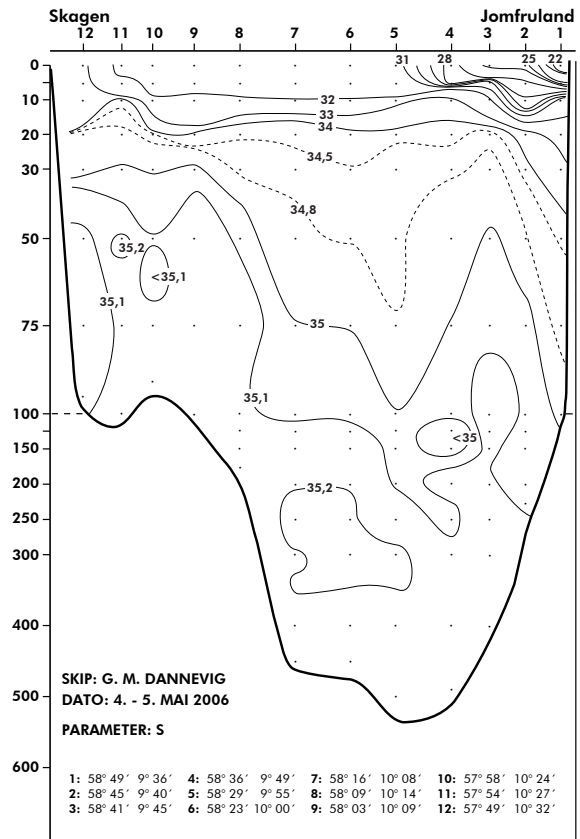 Skagen Jomfruland
12 11 10 9 8 7 6 5 4 3 2 1
0
31 28 25 22
10
32
33
20
34
34,5
30
34,8
50
35,2
<35,1
35,1
75
35
35,1
100
<35
150
200
35,2
250
300
400
SKIP: G. M. DANNEVIG
500
DATO: 4. - 5. MAI 2006
PARAMETER: S
600
1: 58° 49´ 9° 36´ 4: 58° 36´ 9° 49´ 7: 58° 16´ 10° 08´ 10: 57° 58´ 10° 24´
2: 58° 45´ 9° 40´ 5: 58° 29´ 9° 55´ 8: 58° 09´ 10° 14´ 11: 57° 54´ 10° 27´
3: 58° 41´ 9° 45´ 6: 58° 23´ 10° 00´ 9: 58° 03´ 10° 09´ 12: 57° 49´ 10° 32´